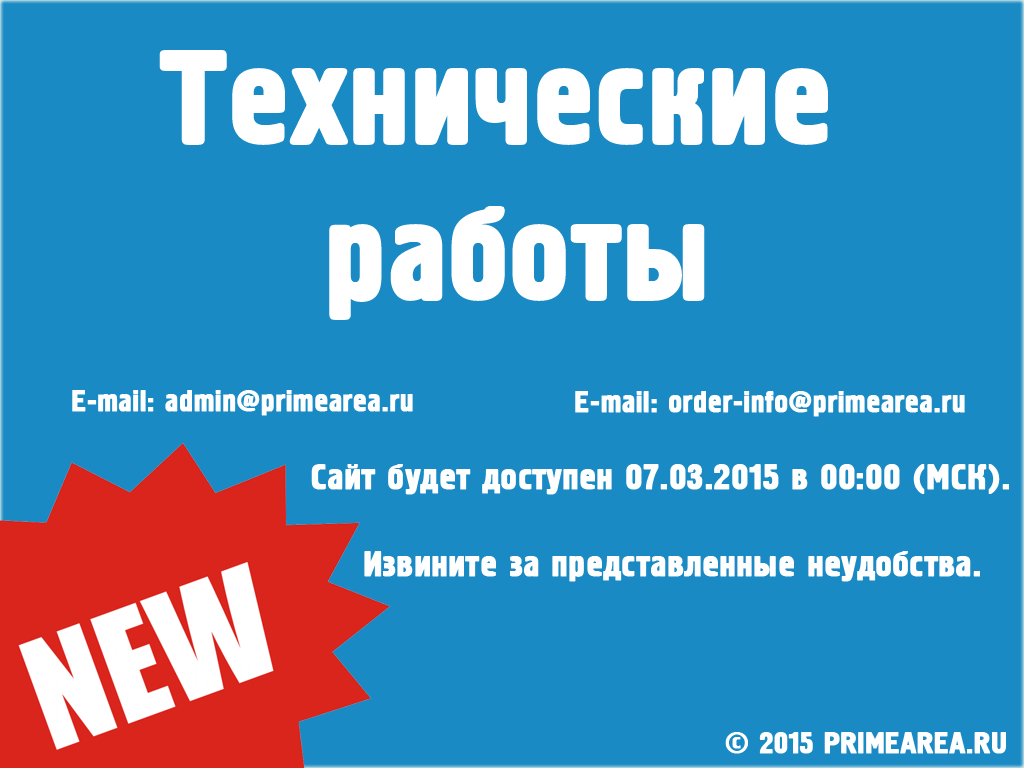 Технические
работы
E-mail: admin@primearea.ru
E-mail: order-info@primearea.ru
Сайт будет доступен 07.03.2015 в 00:00 (МСК).
Извините за представленные неудобства.
NEW
© 2015 PRIMEAREA.RU